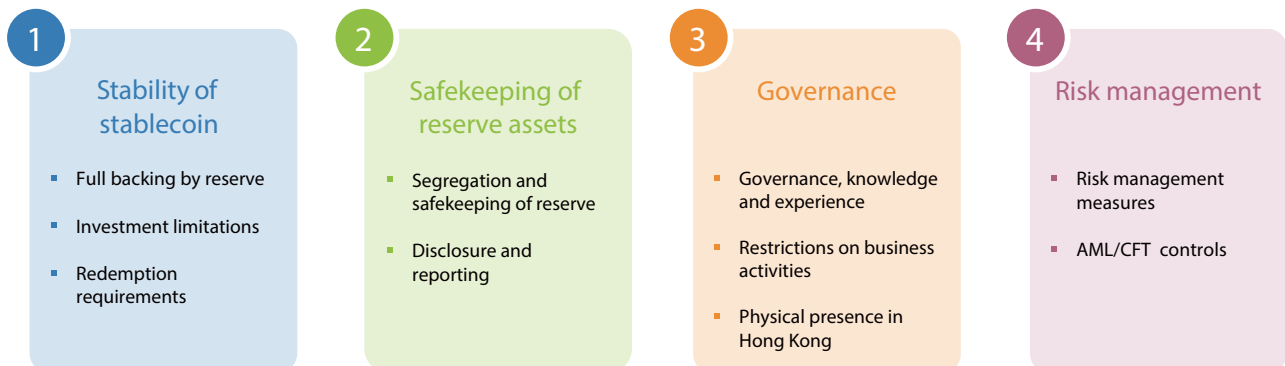 1
Stability of
stablecoin
▪ Full backing by reserve
▪ Investment limitations
▪ Redemption
requirements
2
Safekeeping of
reserve assets
▪ Segregation and
safekeeping of reserve
▪ Disclosure and
reporting
3
Governance
▪ Governance, knowledge
and experience
▪ Restrictions on business
activities
▪ Physical presence in
Hong Kong
4
Risk management
▪ Risk management
measures
▪ AML/CFT controls